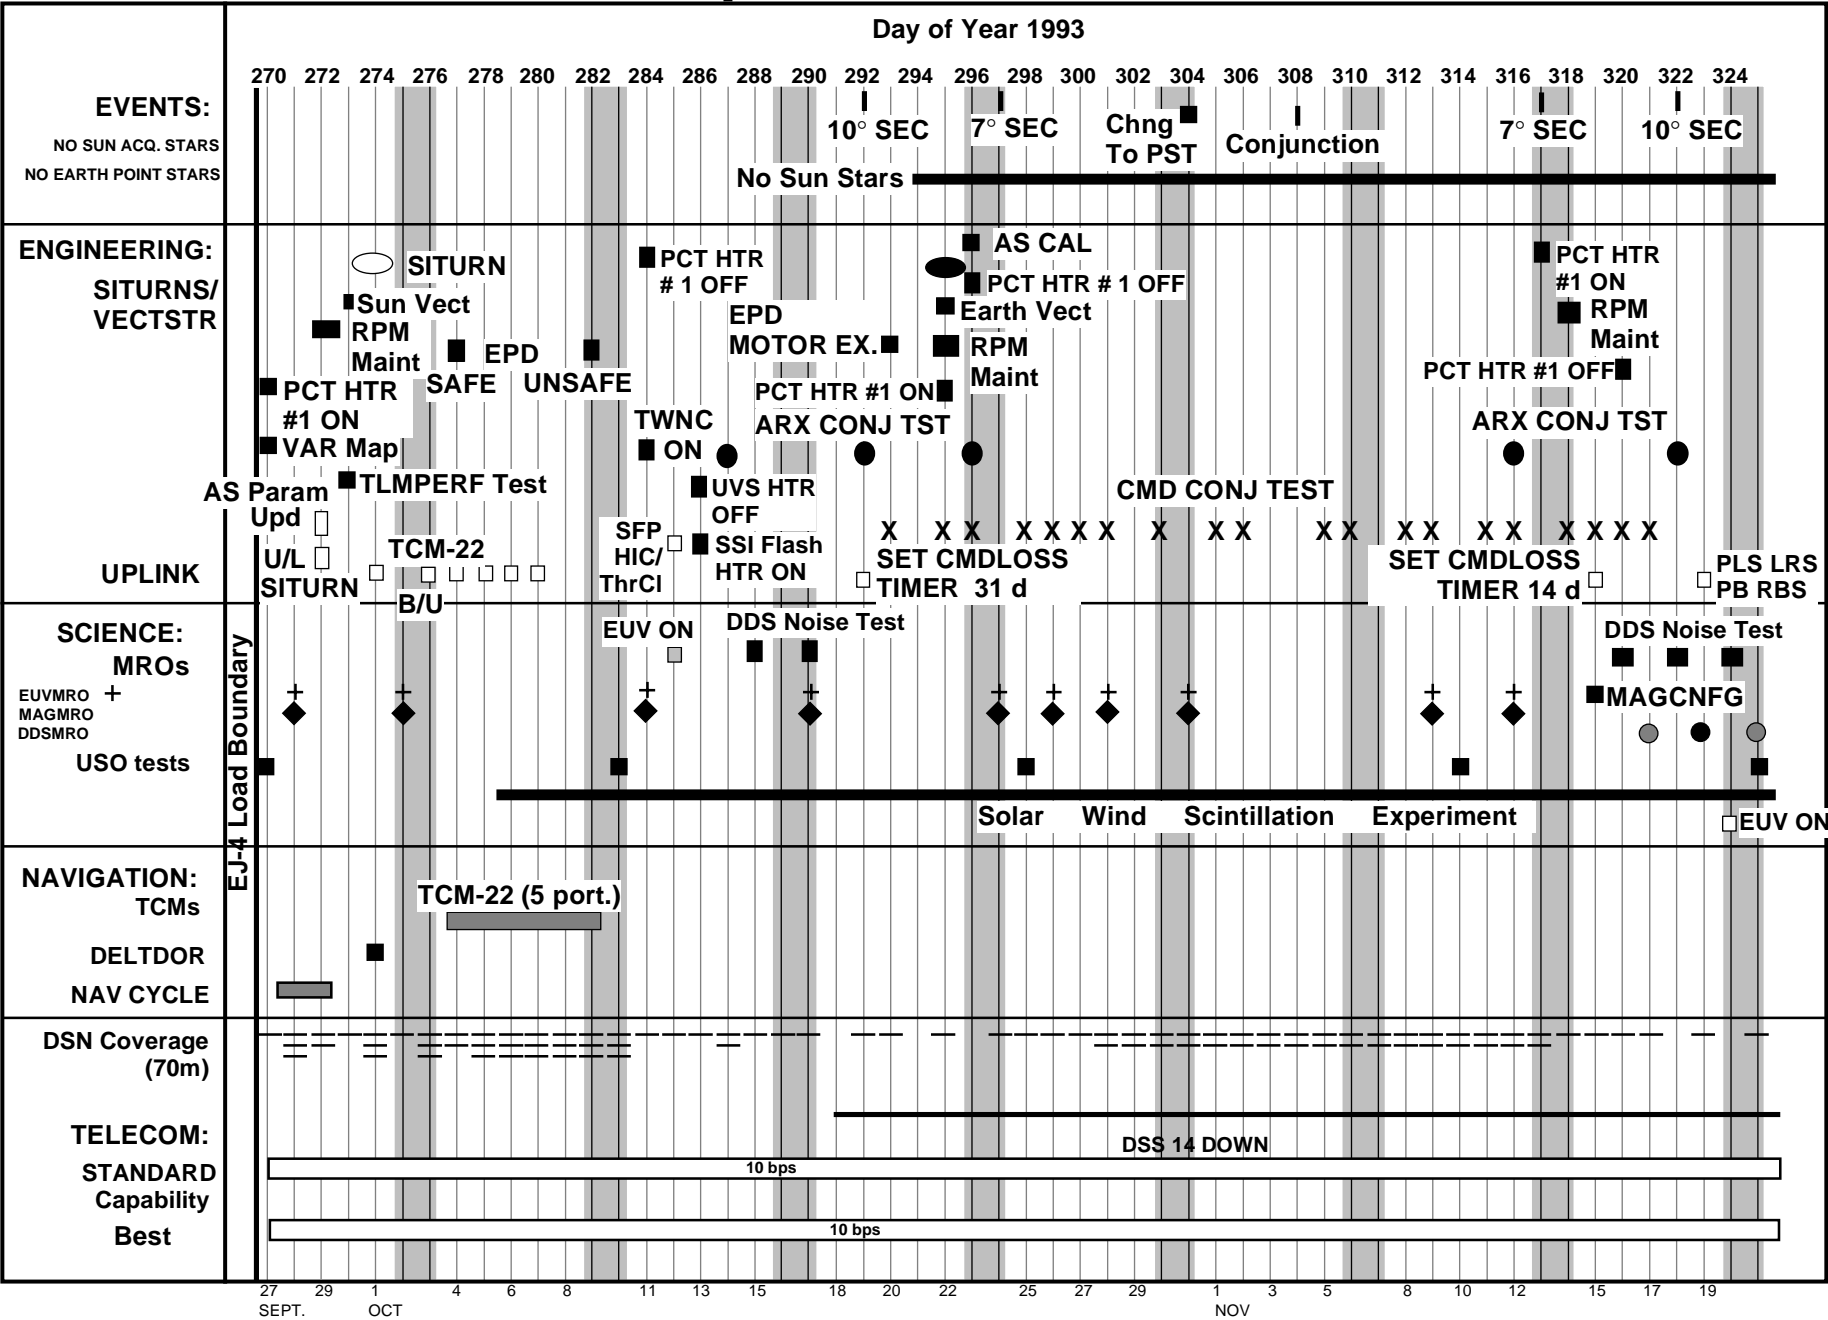 Day of Year 1993
270 272 274 276 278 280 282 284 286 288 290 292 294 296 298 300 302 304 306 308 310 312 314 316 318 320 322 324
EVENTS:
NO SUN ACQ. STARS
NO EARTH POINT STARS
10° SEC
7° SEC
Chng
To PST
Conjunction
7° SEC
10° SEC
No Sun Stars
ENGINEERING:
SITURNS/
VECTSTR
SITURN
Sun Vect
RPM
Maint
PCT HTR
#1 ON
VAR Map
EPD
SAFE UNSAFE
PCT HTR
# 1 OFF
AS CAL
PCT HTR # 1 OFF
Earth Vect
EPD
MOTOR EX.
RPM
Maint
PCT HTR #1 ON
PCT HTR
#1 ON
RPM
Maint
PCT HTR #1 OFF
TWNC
ON
ARX CONJ TST
ARX CONJ TST
AS Param
Upd
TLMPERF Test
UVS HTR
OFF
CMD CONJ TEST
X X X X X X X X X X X X X X X X X X X X
U/L
SITURN
TCM-22
B/U
SFP
HIC/
ThrCl
SSI Flash
HTR ON
SET CMDLOSS
TIMER 31 d
SET CMDLOSS
TIMER 14 d
PLS LRS
PB RBS
UPLINK
EJ-4 Load Boundary
SCIENCE:
MROs
EUVMRO +
MAGMRO
DDSMRO
USO tests
EUV ON
DDS Noise Test
DDS Noise Test
MAGCNFG
Solar Wind Scintillation Experiment
EUV ON
NAVIGATION:
TCMs
TCM-22 (5 port.)
DELTDOR
NAV CYCLE
DSN Coverage
(70m)
TELECOM:
DSS 14 DOWN
STANDARD
Capability
10 bps
Best
10 bps
27 29 1 4 6 8 11 13 15 18 20 22 25 27 29 1 3 5 8 10 12 15 17 19
SEPT. OCT NOV